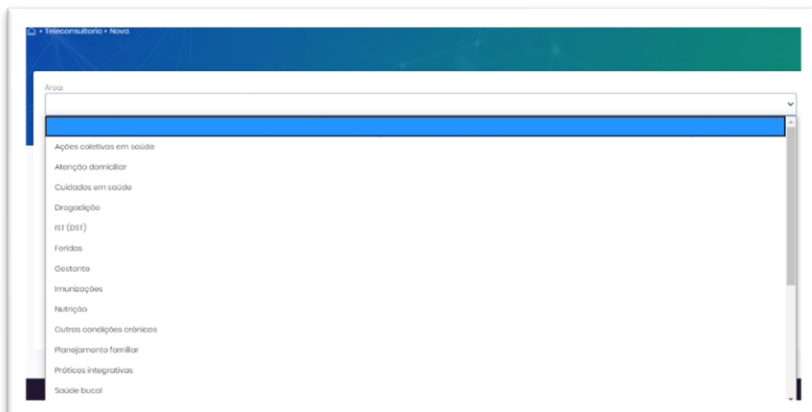 • Teleconsultoria • Nova
Área:
Ações coletivas em saúde
Atenção domiciliar
Cuidados em saúde
Drogadição
IST (DST)
Feridas
Gestante
Imunizações
Nutrição
Outras condições crônicas
Planejamento familiar
Práticas integrativas
Saúde bucal